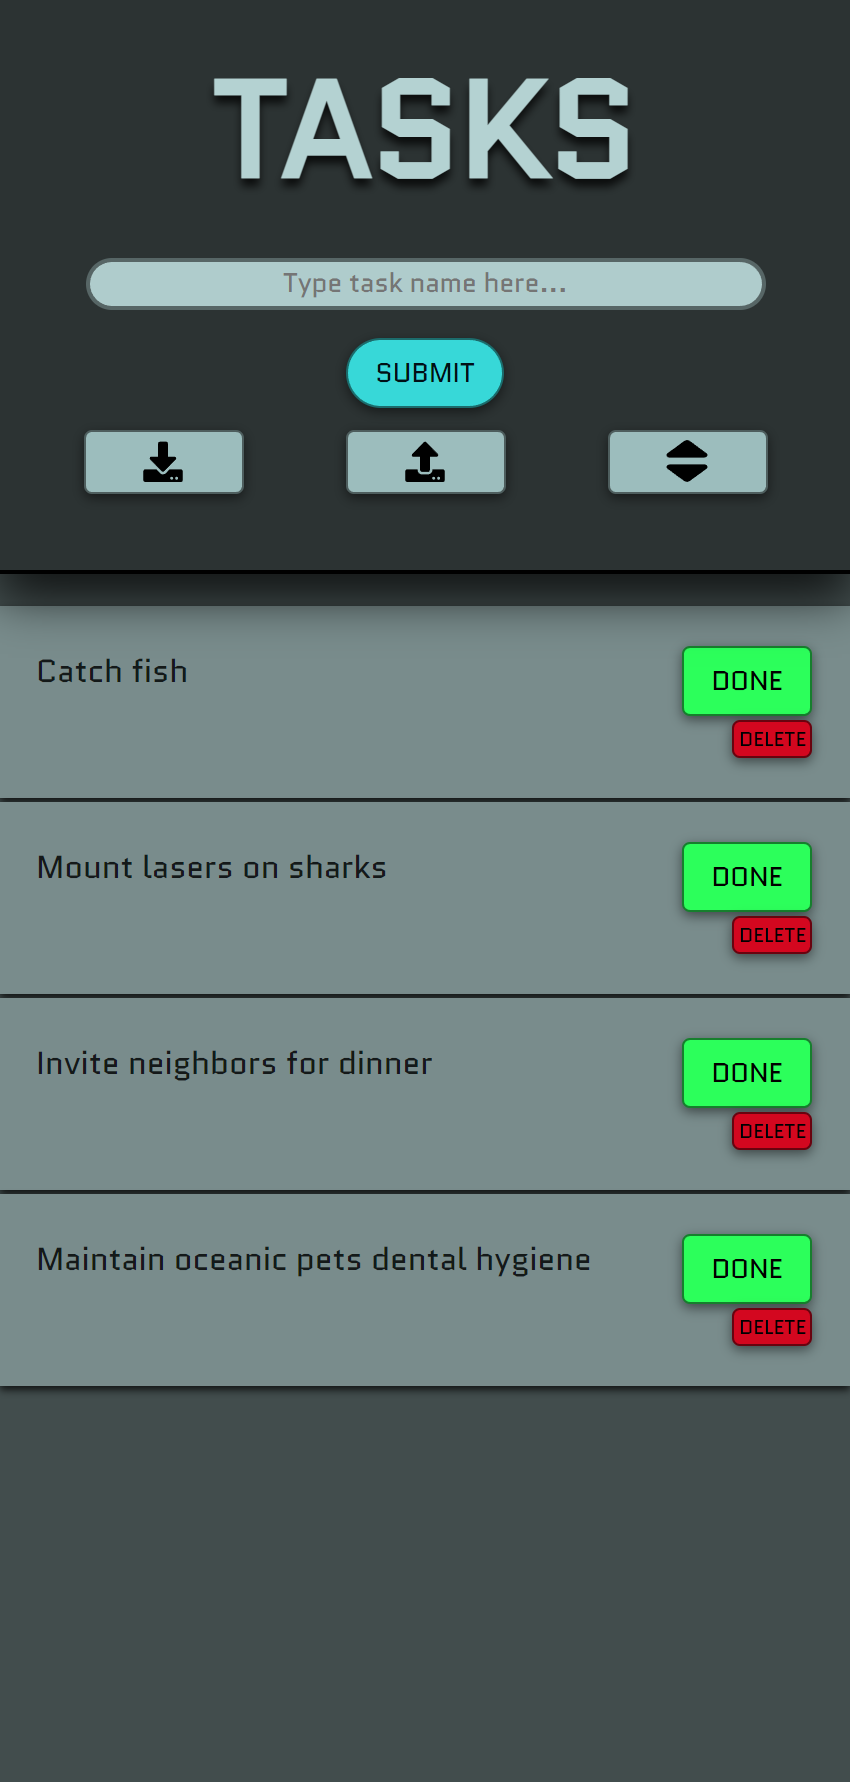 TASKS
Type task name here...
SUBMIT
Catch fish
DONE
DELETE
Mount lasers on sharks
DONE
DELETE
Invite neighbors for dinner
DONE
DELETE
Maintain oceanic pets dental hygiene
DONE
DELETE